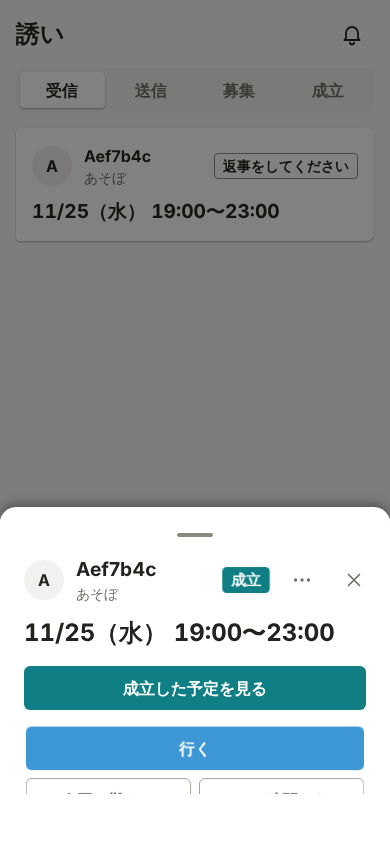 誘い
受信
送信
募集
成立
A
Aef7b4c
あそぼ
返事をしてください
11/25（水） 19:00〜23:00
A
Aef7b4c
あそぼ
成立
11/25（水） 19:00〜23:00
成立した予定を見る
行く